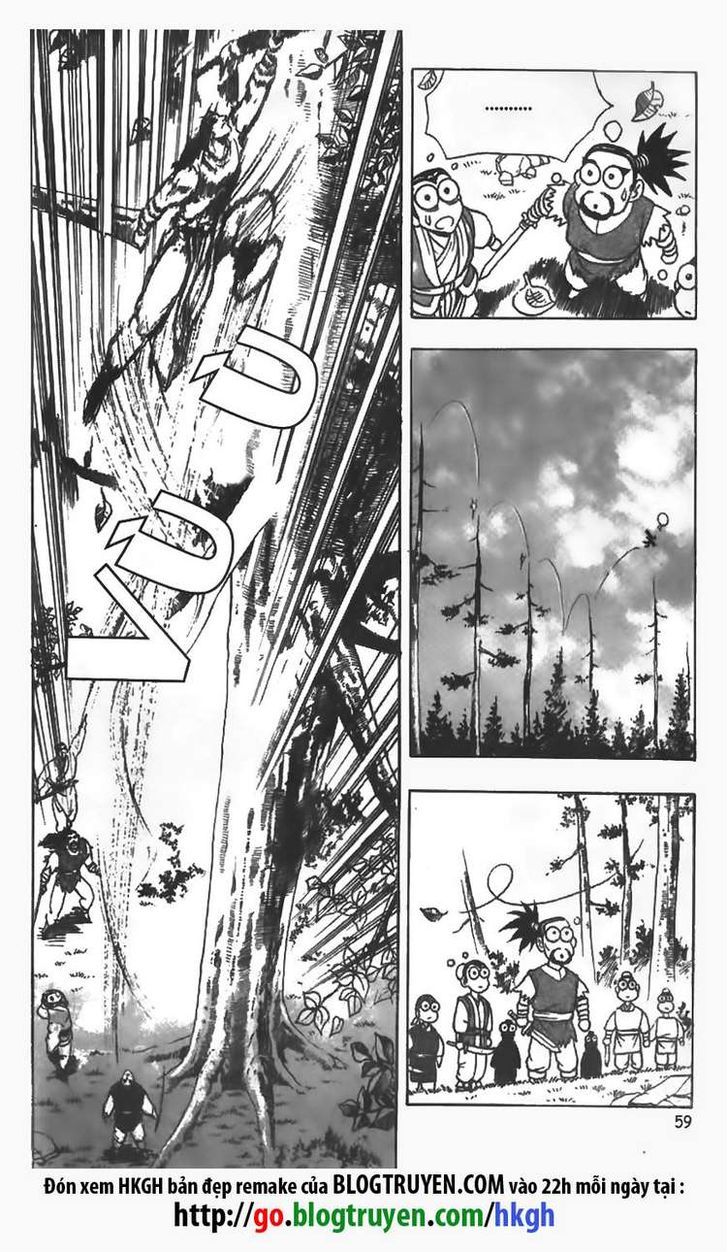 VÙ Ù
..........
59
Đón xem HKGH bản đẹp remake của BLOGTRUYEN.COM vào 22h mỗi ngày tại :
http://go.blogtruyen.com/hkgh